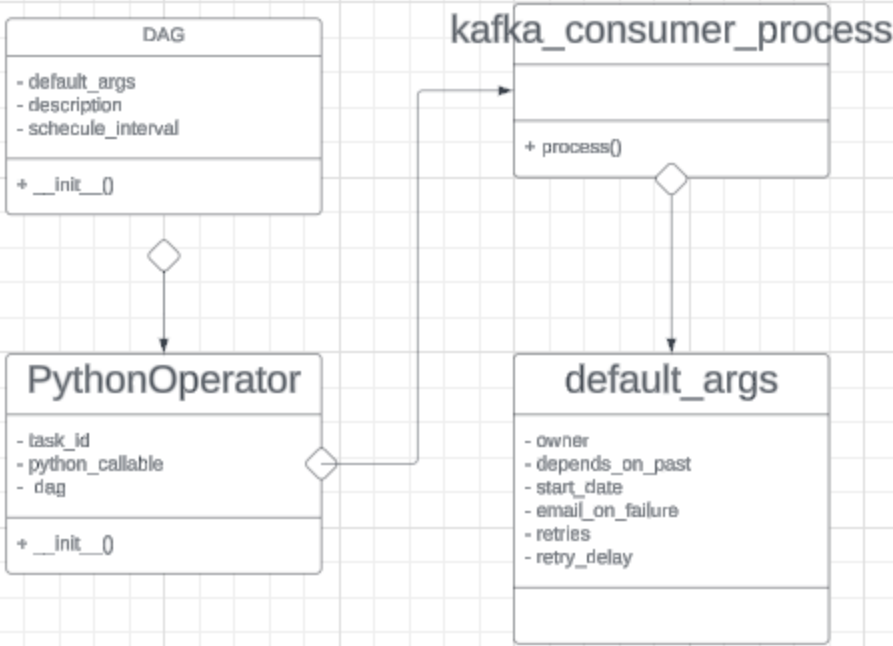 DAG
- default_args
- description
- schecule_interval
+ __init__()
kafka_consumer_process
+ process()
PythonOperator
- task_id
- python_callable
- dag
+ __init__()
default_args
- owner
- depends_on_past
- start_date
- email_on_failure
- retries
- retry_delay